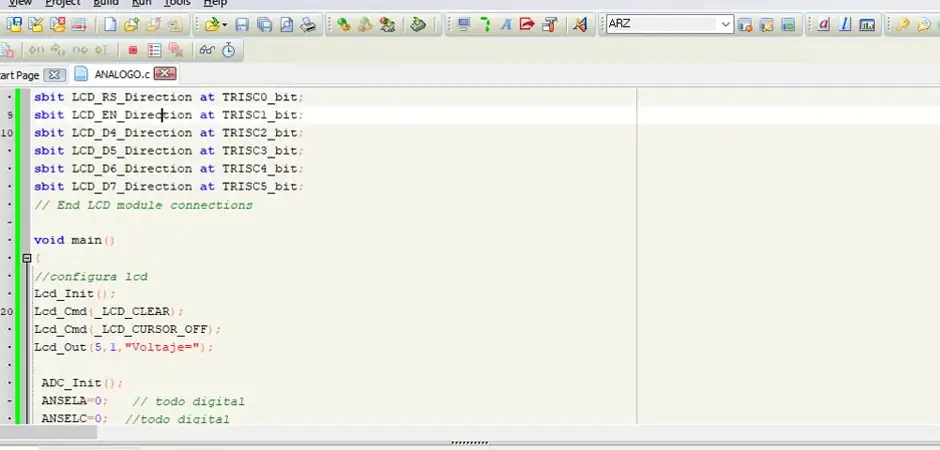 View Project Build Run Tools Help
ARZ
tart Page ANALOGO.c
sbit LCD_RS_Direction at TRISC0_bit;
5 sbit LCD_EN_Direction at TRISC1_bit;
10 sbit LCD_D4_Direction at TRISC2_bit;
sbit LCD_D5_Direction at TRISC3_bit;
sbit LCD_D6_Direction at TRISC4_bit;
sbit LCD_D7_Direction at TRISC5_bit;
// End LCD module connections
void main()
{
//configura lcd
Lcd_Init();
20 Lcd_Cmd(_LCD_CLEAR);
Lcd_Cmd(_LCD_CURSOR_OFF);
Lcd_Out(5,1,"Voltaje=");
ADC_Init();
ANSELA=0; // todo digital
ANSELC=0; //todo digital